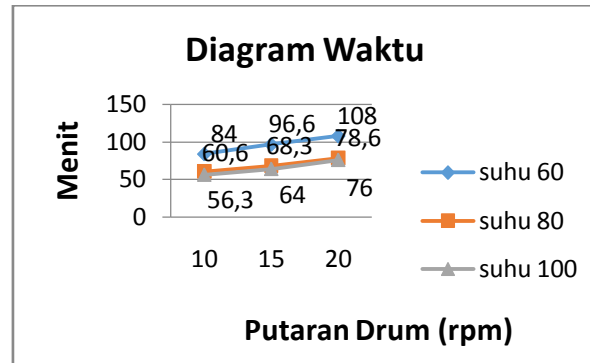 Diagram Waktu
150
100
50
0
Menit
84
96,6
108
60,6
68,3
78,6
56,3
64
76
10
15
20
Putaran Drum (rpm)
suhu 60
suhu 80
suhu 100